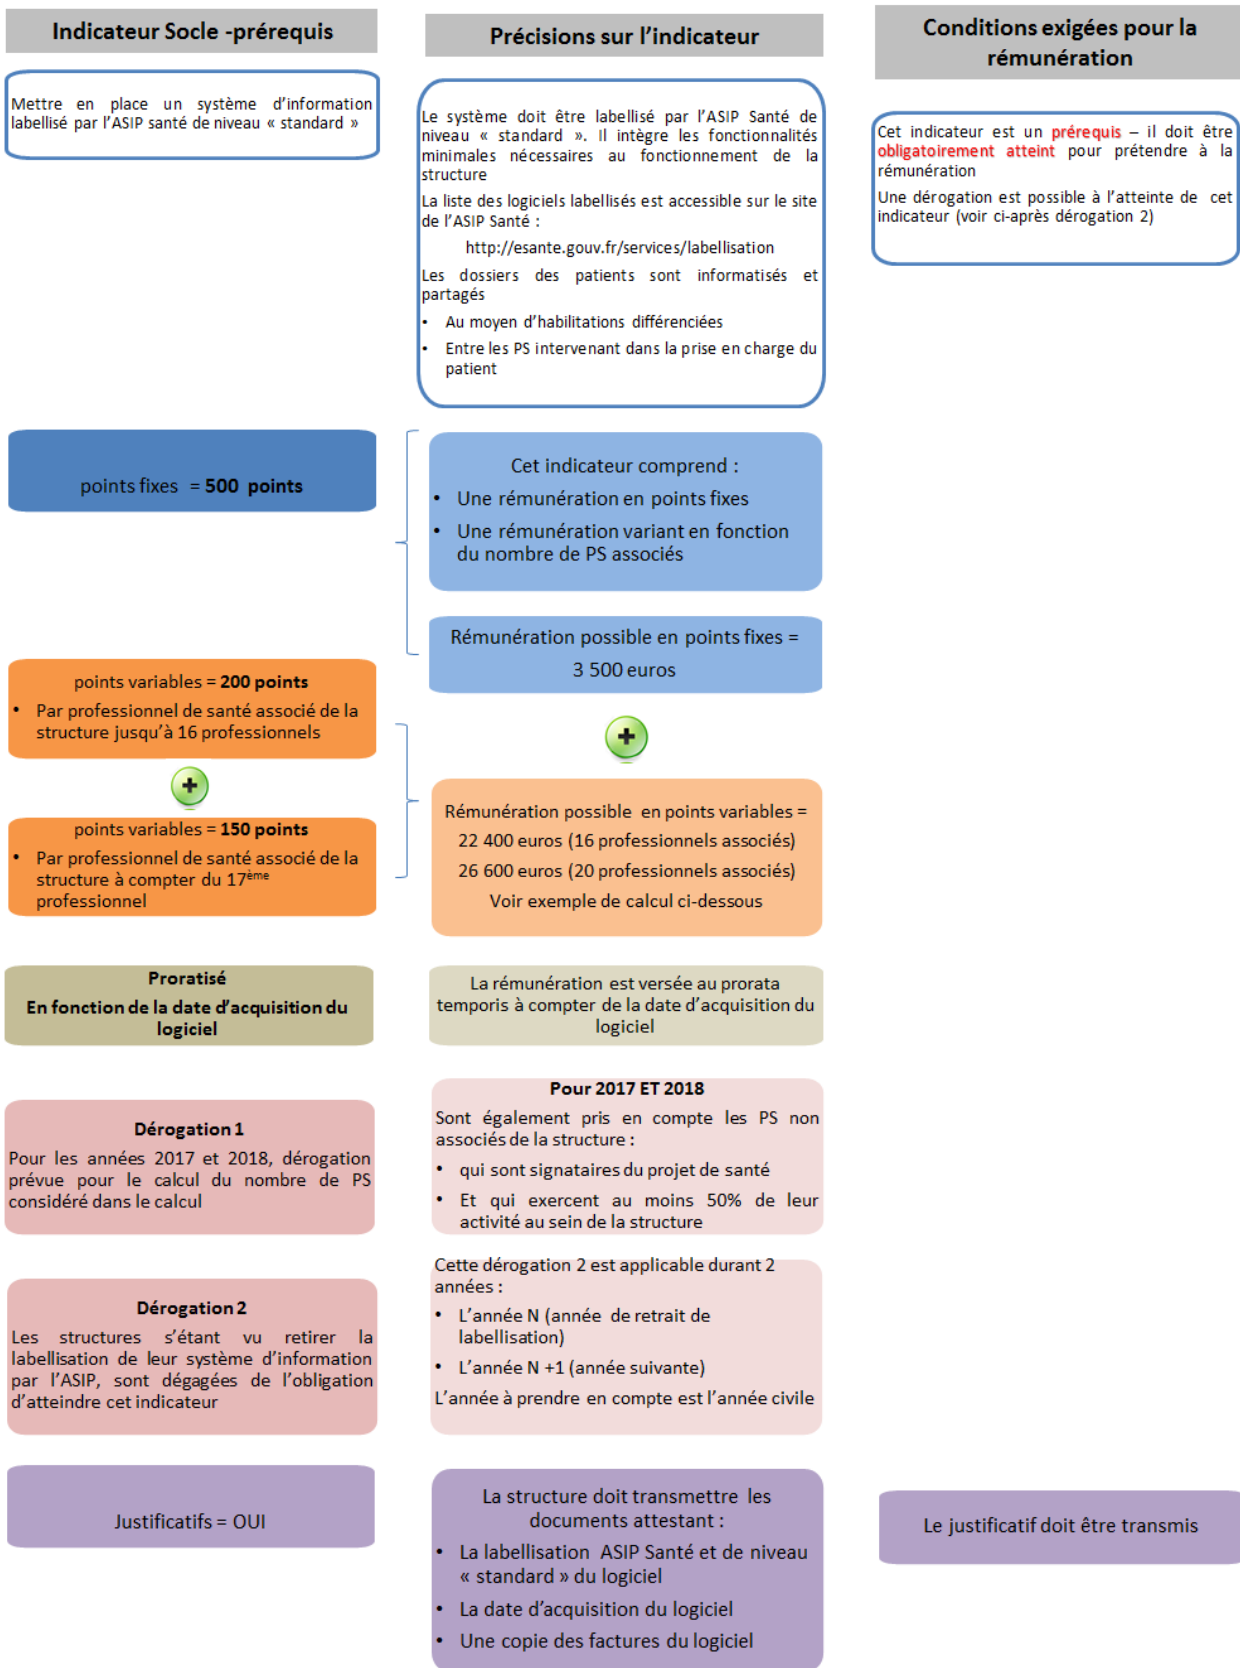 Indicateur Socle -prérequis
Mettre en place un système d'information
labellisé par l'ASIP santé de niveau « standard »
Précisions sur l'indicateur
Le système doit être labellisé par l'ASIP Santé de
niveau « standard ». Il intègre les fonctionnalités
minimales nécessaires au fonctionnement de la
structure
La liste des logiciels labellisés est accessible sur le site
de l'ASIP Santé :
http://esante.gouv.fr/services/labellisation
Les dossiers des patients sont informatisés et
partagés
• Au moyen d'habilitations différenciées
• Entre les PS intervenant dans la prise en charge du
patient
Conditions exigées pour la
rémunération
Cet indicateur est un prérequis – il doit être
obligatoirement atteint pour prétendre à la
rémunération
Une dérogation est possible à l'atteinte de cet
indicateur (voir ci-après dérogation 2)
points fixes = 500 points
Cet indicateur comprend :
• Une rémunération en points fixes
• Une rémunération variant en fonction
du nombre de PS associés
Rémunération possible en points fixes =
3 500 euros
points variables = 200 points
• Par professionnel de santé associé de la
structure jusqu'à 16 professionnels
+
points variables = 150 points
• Par professionnel de santé associé de la
structure à compter du 17ème
professionnel
+
Rémunération possible en points variables =
22 400 euros (16 professionnels associés)
26 600 euros (20 professionnels associés)
Voir exemple de calcul ci-dessous
Proratisé
En fonction de la date d'acquisition du
logiciel
La rémunération est versée au prorata
temporis à compter de la date d'acquisition du
logiciel
Dérogation 1
Pour les années 2017 et 2018, dérogation
prévue pour le calcul du nombre de PS
considéré dans le calcul
Pour 2017 ET 2018
Sont également pris en compte les PS non
associés de la structure :
• qui sont signataires du projet de santé
• Et qui exercent au moins 50% de leur
activité au sein de la structure
Dérogation 2
Les structures s'étant vu retirer la
labellisation de leur système d'information
par l'ASIP, sont dégagées de l'obligation
d'atteindre cet indicateur
Cette dérogation 2 est applicable durant 2
années :
• L'année N (année de retrait de
labellisation)
• L'année N +1 (année suivante)
L'année à prendre en compte est l'année civile
Justificatifs = OUI
La structure doit transmettre les
documents attestant :
• La labellisation ASIP Santé et de niveau
« standard » du logiciel
• La date d'acquisition du logiciel
• Une copie des factures du logiciel
Le justificatif doit être transmis